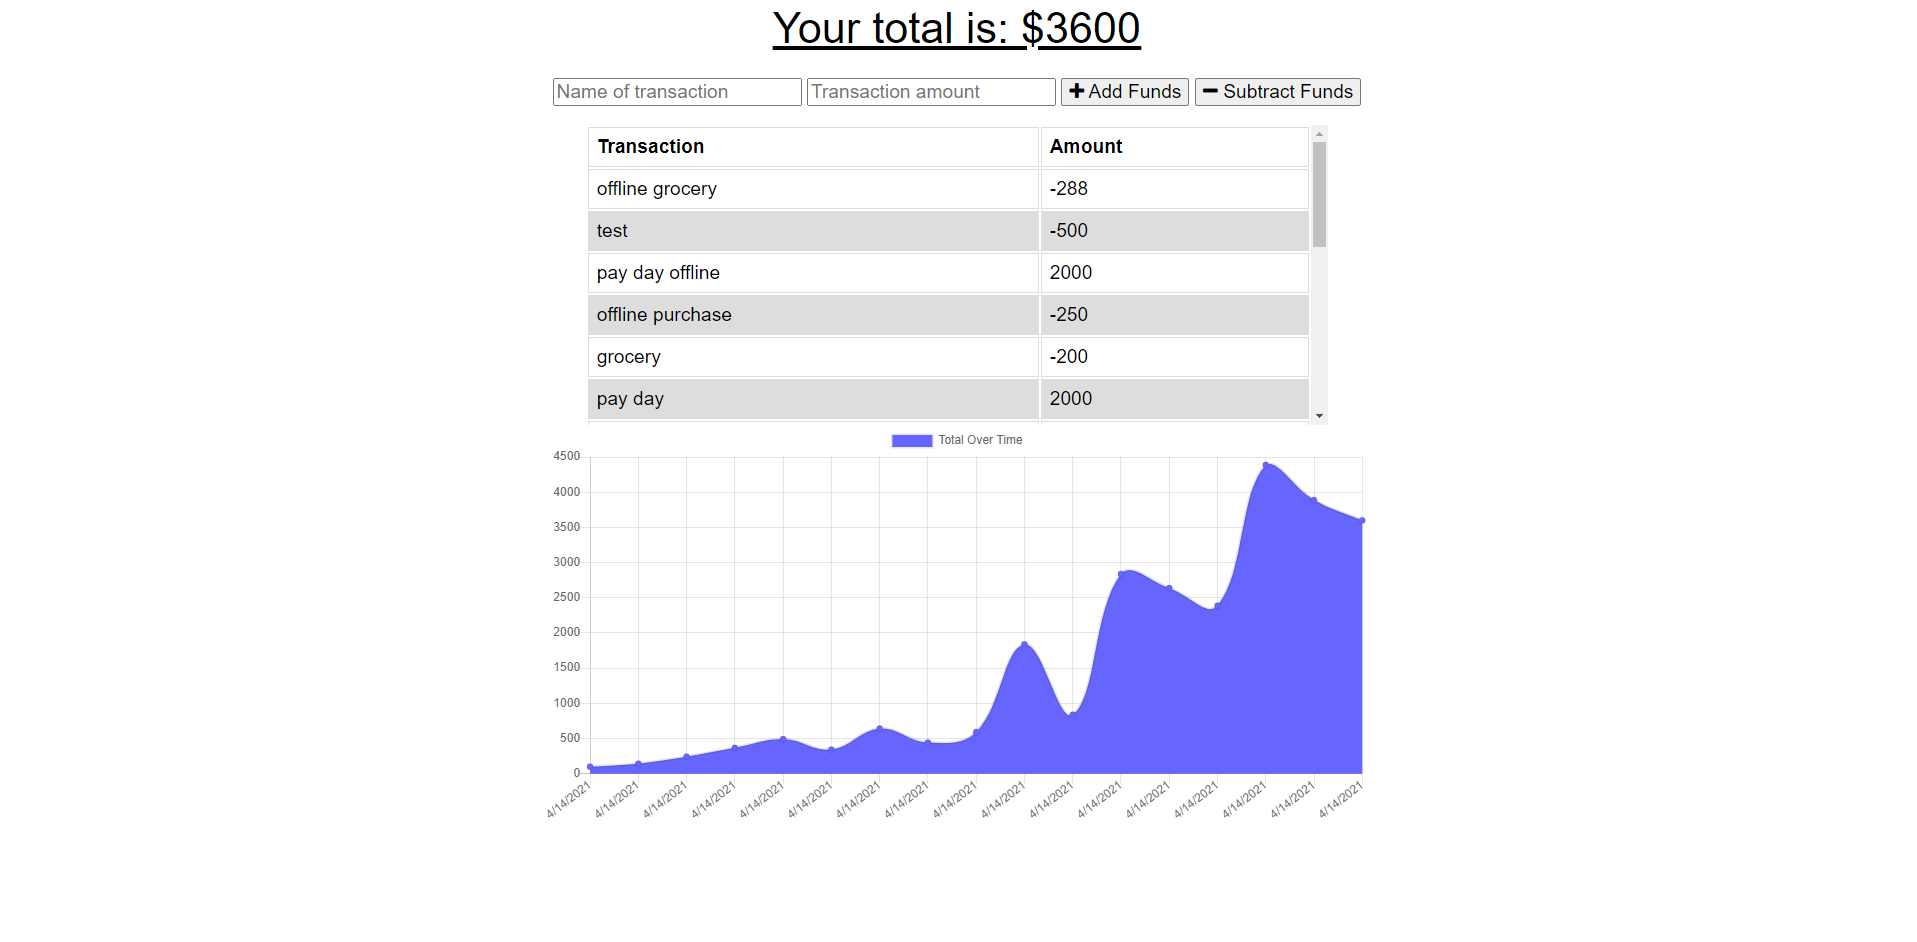 Your total is: $3600
Name of transaction Transaction amount Add Funds Subtract Funds
Transaction Amount
offline grocery -288
test -500
pay day offline 2000
offline purchase -250
grocery -200
pay day 2000
Total Over Time
4500
4000
3500
3000
2500
2000
1500
1000
500
0
4/14/2021 4/14/2021 4/14/2021 4/14/2021 4/14/2021 4/14/2021 4/14/2021 4/14/2021 4/14/2021 4/14/2021 4/14/2021 4/14/2021 4/14/2021 4/14/2021 4/14/2021 4/14/2021 4/14/2021